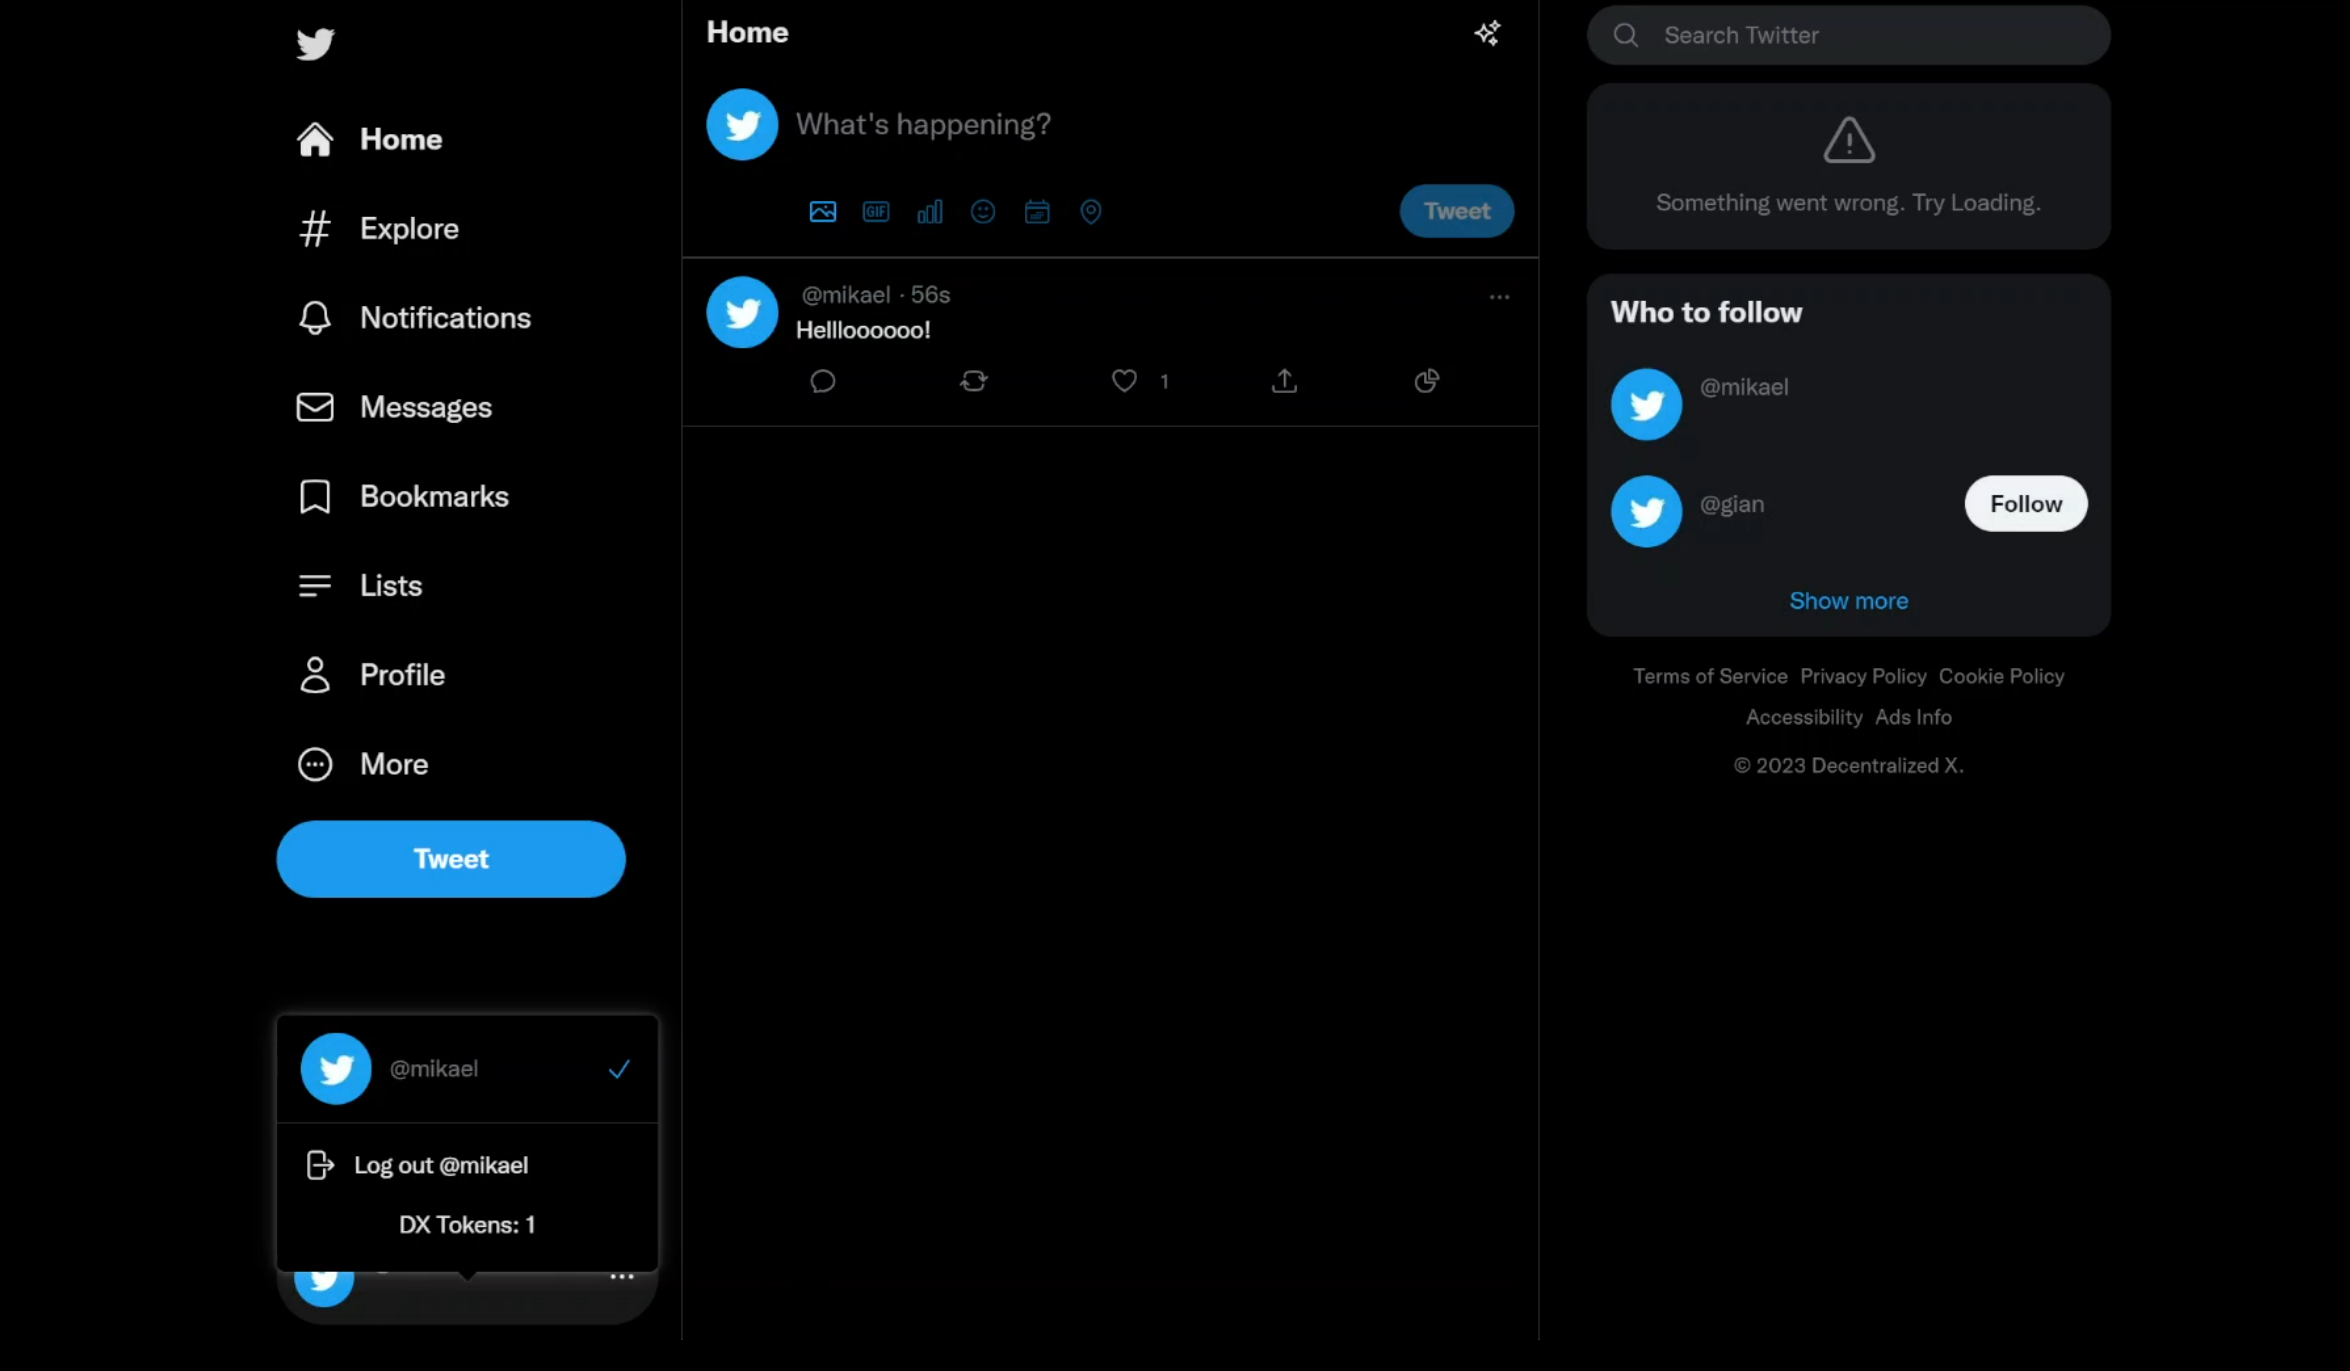 Home
Explore
Notifications
Messages
Bookmarks
Lists
Profile
More
Tweet
@mikael
Log out @mikael
DX Tokens: 1
Home
What's happening?
GIF
Tweet
@mikael · 56s
Hellloooooo!
1
Search Twitter
Something went wrong. Try Loading.
Who to follow
@mikael
@gian
Follow
Show more
Terms of Service Privacy Policy Cookie Policy
Accessibility Ads Info
© 2023 Decentralized X.